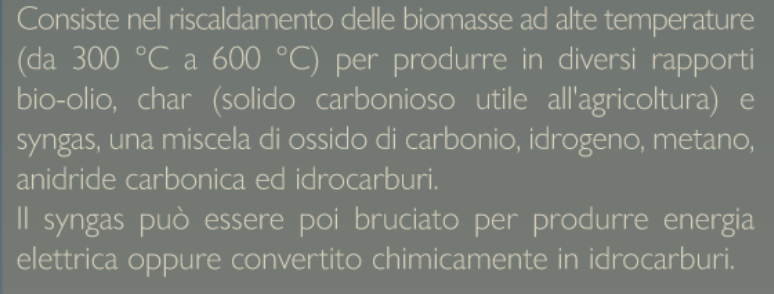 Consiste nel riscaldamento delle biomasse ad alte temperature
(da 300 °C a 600 °C) per produrre in diversi rapporti
bio-olio, char (solido carbonioso utile all'agricoltura) e
syngas, una miscela di ossido di carbonio, idrogeno, metano,
anidride carbonica ed idrocarburi.
Il syngas può essere poi bruciato per produrre energia
elettrica oppure convertito chimicamente in idrocarburi.